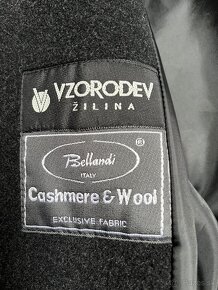 VZORODEV
ŽILINA
Bellandi ®
ITALY
Cashmere & Wool
EXCLUSIVE FABRIC